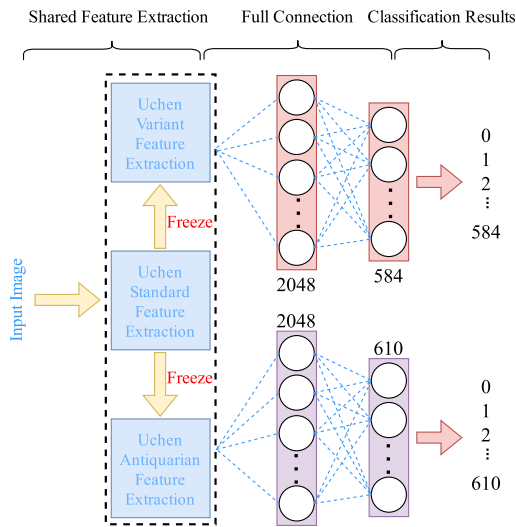 Shared Feature Extraction
Full Connection
Classification Results
Uchen
Variant
Feature
Extraction
Freeze
Input Image
Uchen
Standard
Feature
Extraction
Freeze
Uchen
Antiquarian
Feature
Extraction
2048
584
0
1
2
...
584
2048
610
0
1
2
...
610